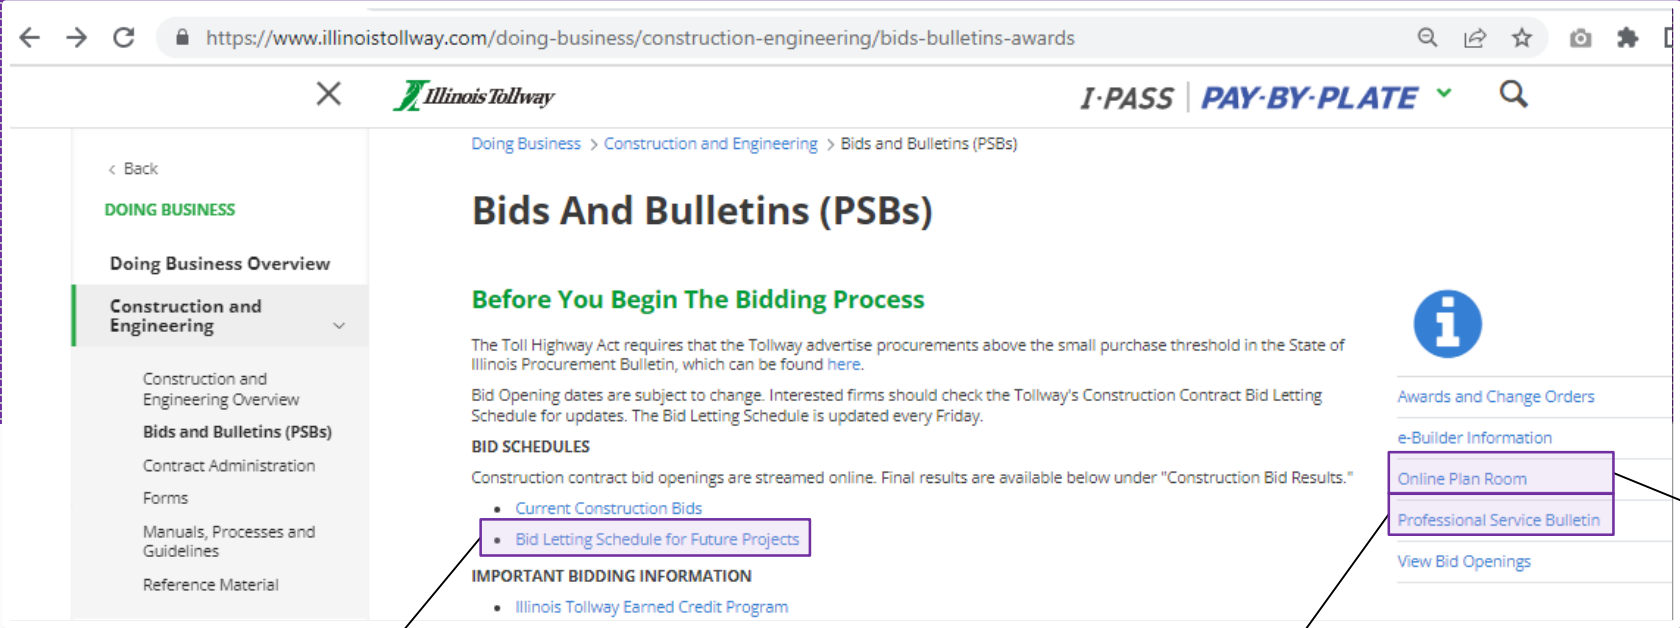 https://www.illinoistollway.com/doing-business/construction-engineering/bids-bulletins-awards
Illinois Tollway
I-PASS | PAY-BY-PLATE
< Back
DOING BUSINESS
Doing Business Overview
Construction and
Engineering
Construction and
Engineering Overview
Bids and Bulletins (PSBs)
Contract Administration
Forms
Manuals, Processes and
Guidelines
Reference Material
Doing Business > Construction and Engineering > Bids and Bulletins (PSBs)
Bids And Bulletins (PSBs)
Before You Begin The Bidding Process
The Toll Highway Act requires that the Tollway advertise procurements above the small purchase threshold in the State of
Illinois Procurement Bulletin, which can be found here.
Bid Opening dates are subject to change. Interested firms should check the Tollway's Construction Contract Bid Letting
Schedule for updates. The Bid Letting Schedule is updated every Friday.
BID SCHEDULES
Construction contract bid openings are streamed online. Final results are available below under "Construction Bid Results."
• Current Construction Bids
• Bid Letting Schedule for Future Projects
IMPORTANT BIDDING INFORMATION
• Illinois Tollway Earned Credit Program
Awards and Change Orders
e-Builder Information
Online Plan Room
Professional Service Bulletin
View Bid Openings